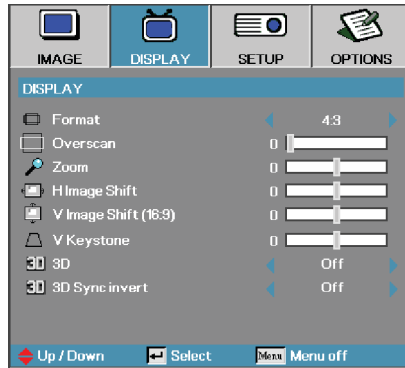 IMAGE DISPLAY SETUP OPTIONS
DISPLAY
Format 4:3
Overscan 0
Zoom 0
H Image Shift 0
V Image Shift (16:9) 0
V Keystone 0
3D 3D Off
3D 3D Sync invert Off
Up / Down Select Menu Menu off